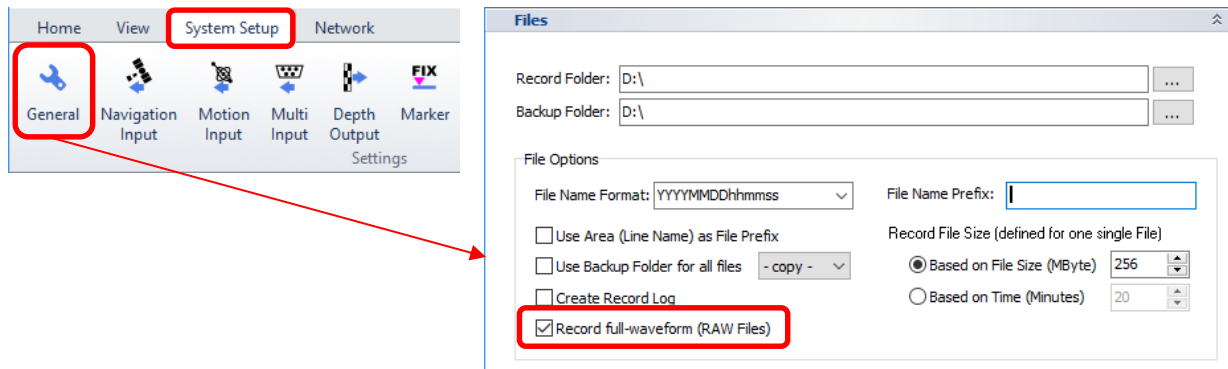 Home View System Setup Network
General Navigation Input Motion Input Multi Input Depth Output FIX Marker
Settings
Files
Record Folder: D:\ ...
Backup Folder: D:\ ...
File Options
File Name Format: YYYYMMDDhhmmss File Name Prefix:
Use Area (Line Name) as File Prefix Record File Size (defined for one single File)
Use Backup Folder for all files - copy - Based on File Size (MByte) 256
Create Record Log Based on Time (Minutes) 20
Record full-waveform (RAW Files)